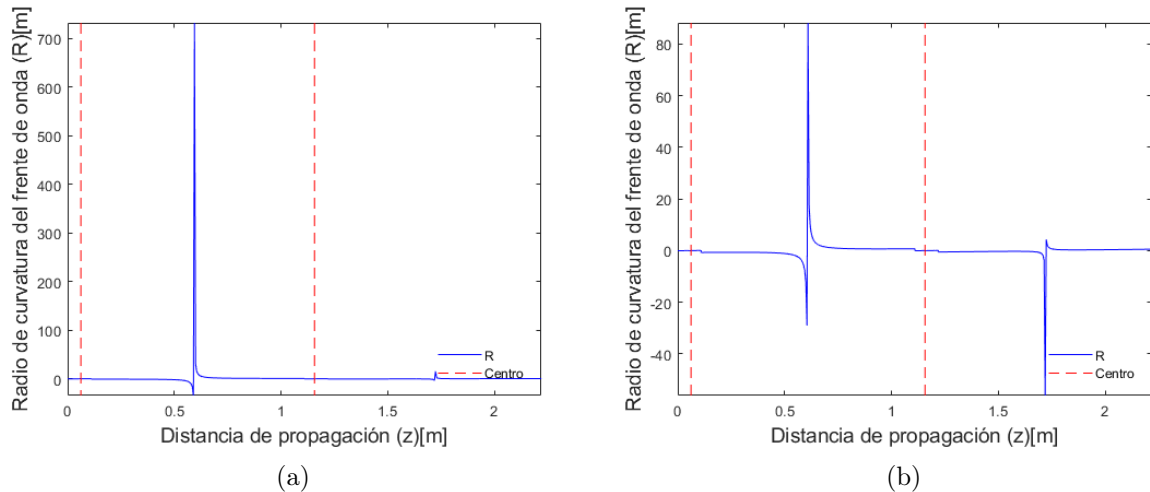 Radio de curvatura del frente de onda (R)[m]
700
600
500
400
300
200
100
0
0
0.5
1
1.5
2
R
Centro
Distancia de propagación (z)[m]
(a)
Radio de curvatura del frente de onda (R)[m]
80
60
40
20
0
-20
-40
0
0.5
1
1.5
2
R
Centro
Distancia de propagación (z)[m]
(b)